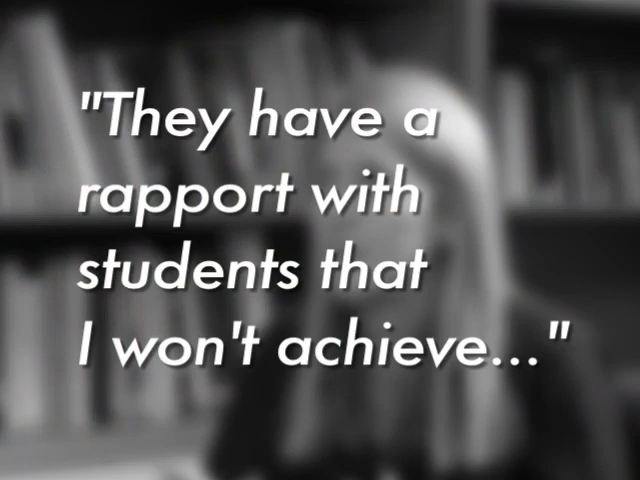 "They have a
rapport with
students that
I won't achieve..."